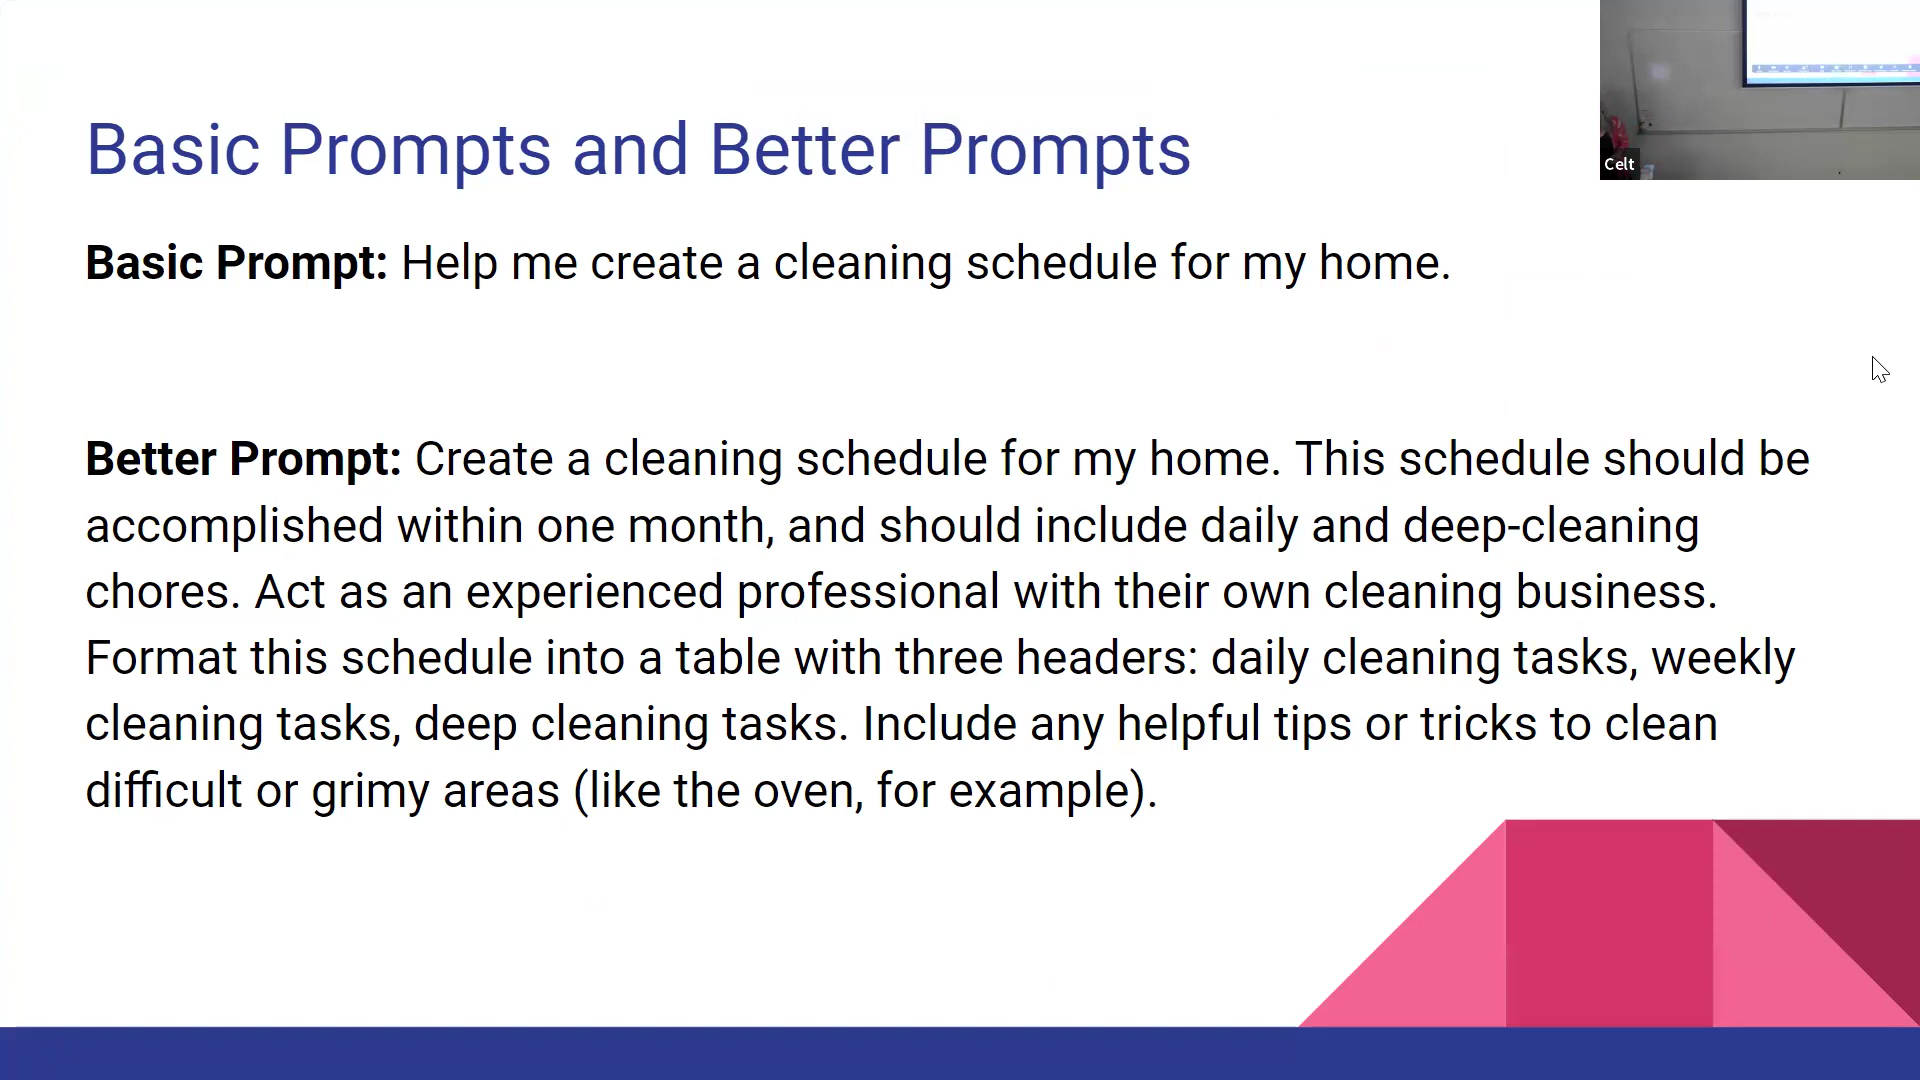 Basic Prompts and Better Prompts
Basic Prompt: Help me create a cleaning schedule for my home.
Better Prompt: Create a cleaning schedule for my home. This schedule should be
accomplished within one month, and should include daily and deep-cleaning
chores. Act as an experienced professional with their own cleaning business.
Format this schedule into a table with three headers: daily cleaning tasks, weekly
cleaning tasks, deep cleaning tasks. Include any helpful tips or tricks to clean
difficult or grimy areas (like the oven, for example).
Celt